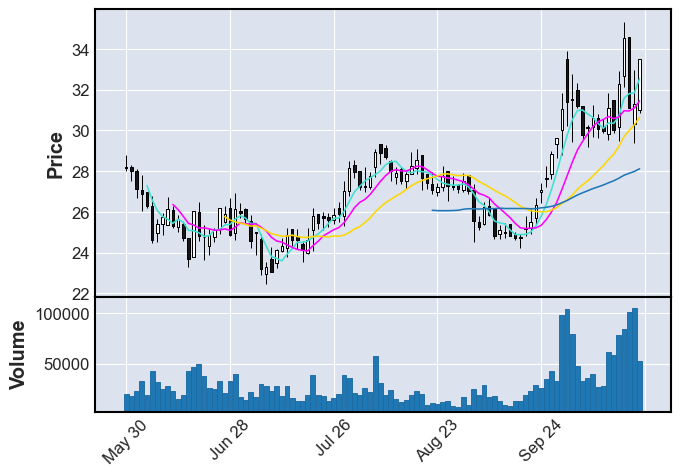 Price
34
32
30
28
26
24
22
Volume
100000
50000
May 30
Jun 28
Jul 26
Aug 23
Sep 24